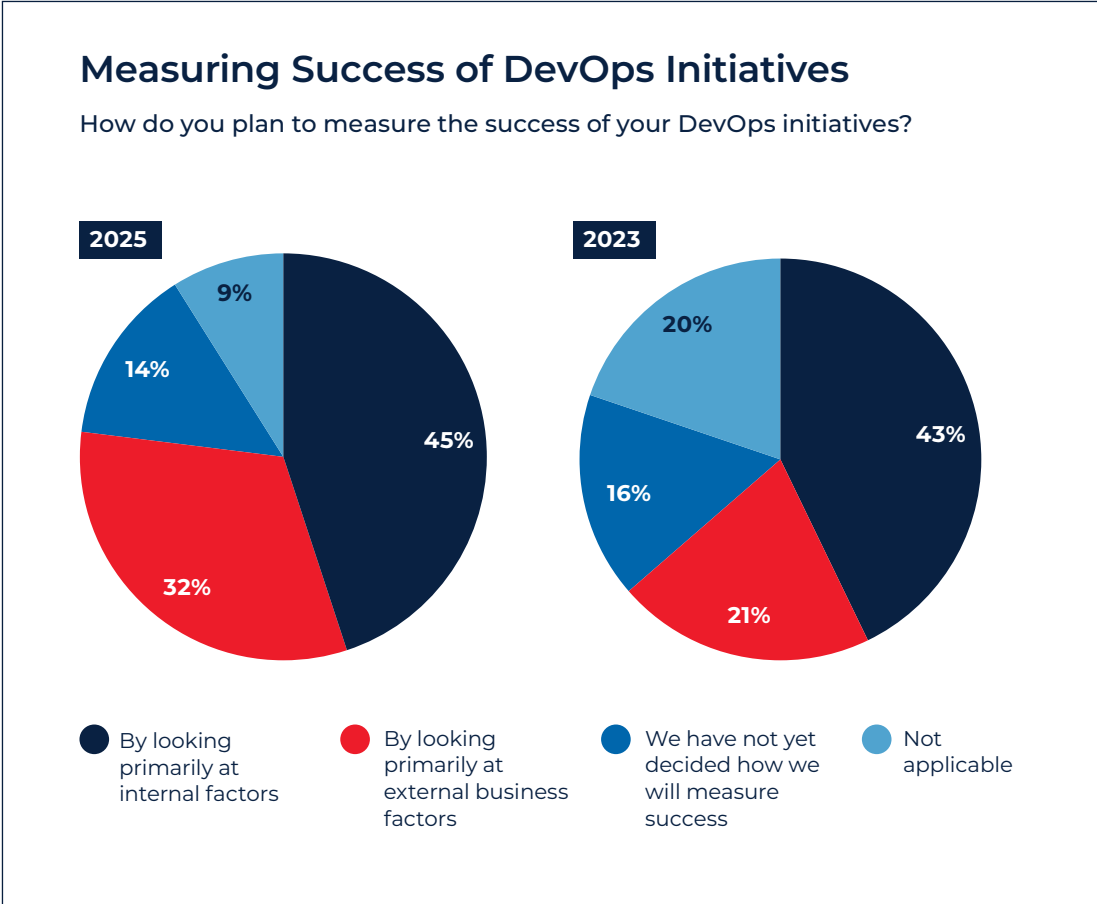 Measuring Success of DevOps Initiatives
How do you plan to measure the success of your DevOps initiatives?
2025
9%
14%
45%
32%
2023
20%
43%
16%
21%
By looking
primarily at
internal factors
By looking
primarily at
external business
factors
We have not yet
decided how we
will measure
success
Not
applicable